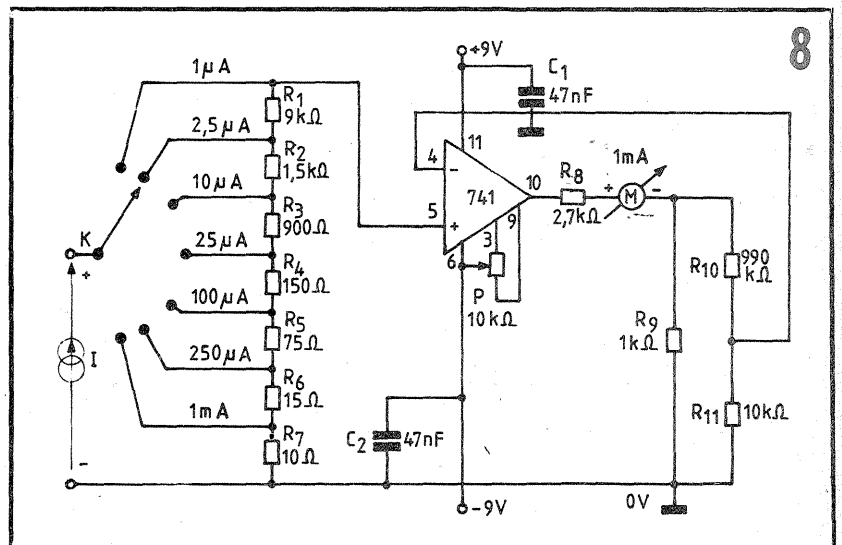 8
1µA
R1
9kΩ
2,5µA
R2
1,5kΩ
10µA
R3
900Ω
25µA
R4
150Ω
100µA
R5
75Ω
250µA
R6
15Ω
1mA
R7
10Ω
K
+
I
-
+9V
C1
47nF
11
4
-
741
10
5
+
3
9
6
P
10kΩ
R8
2,7kΩ
1mA
+
M
-
R10
990
kΩ
R9
1kΩ
R11
10kΩ
C2
47nF
-9V
0V